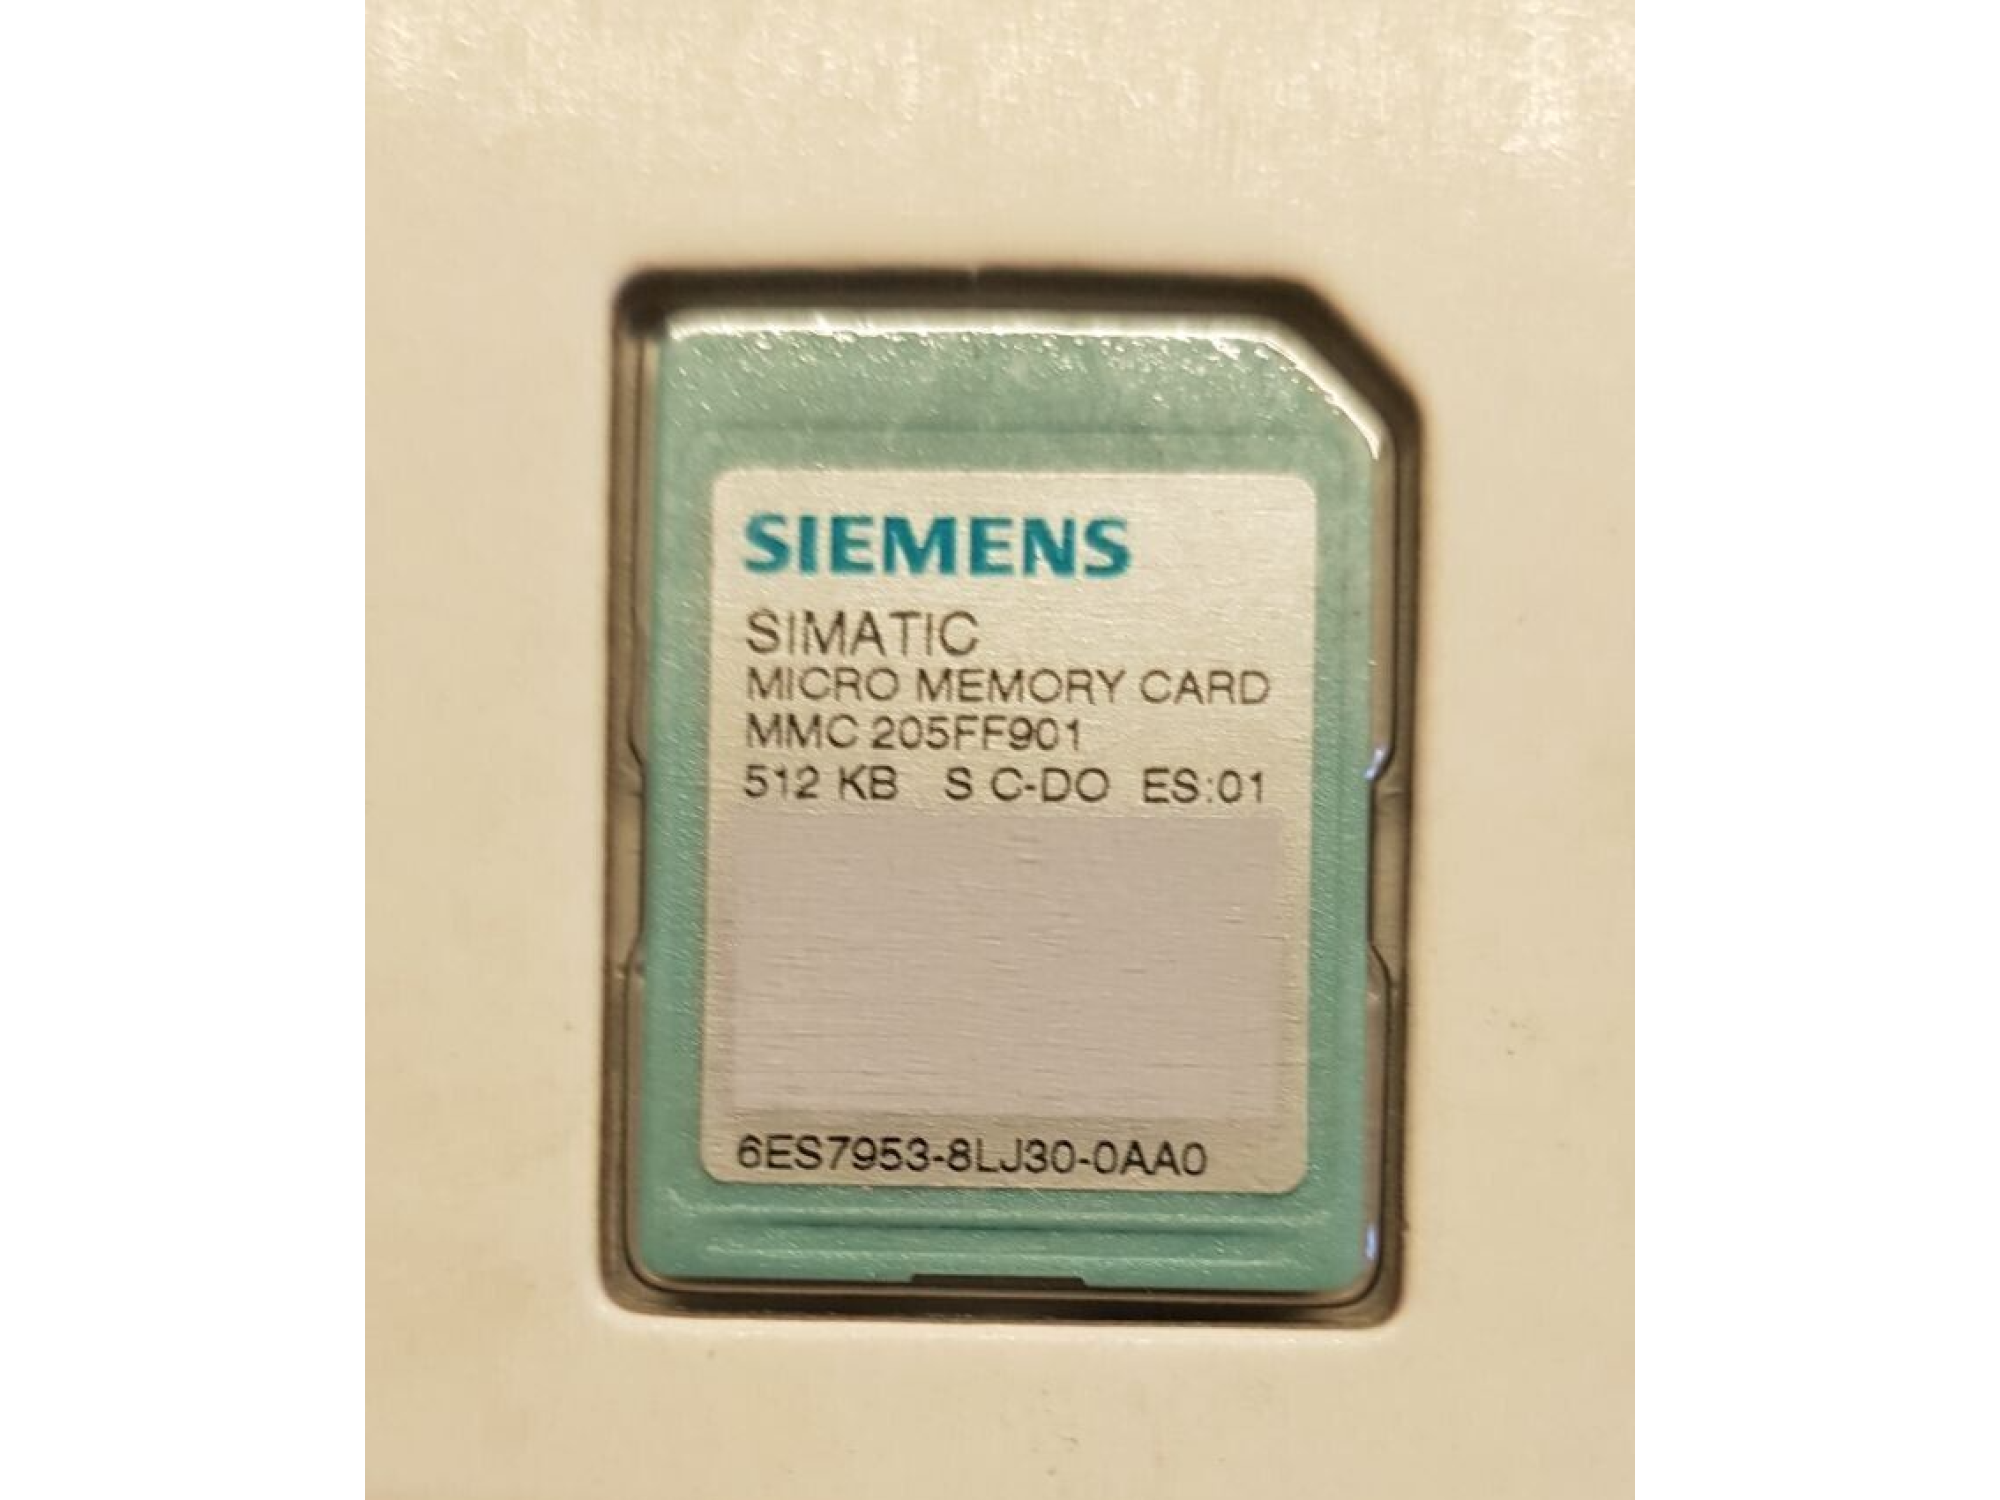 SIEMENS
SIMATIC
MICRO MEMORY CARD
MMC 205FF901
512 KB S C-DO ES:01
6ES7953-8LJ30-0AA0